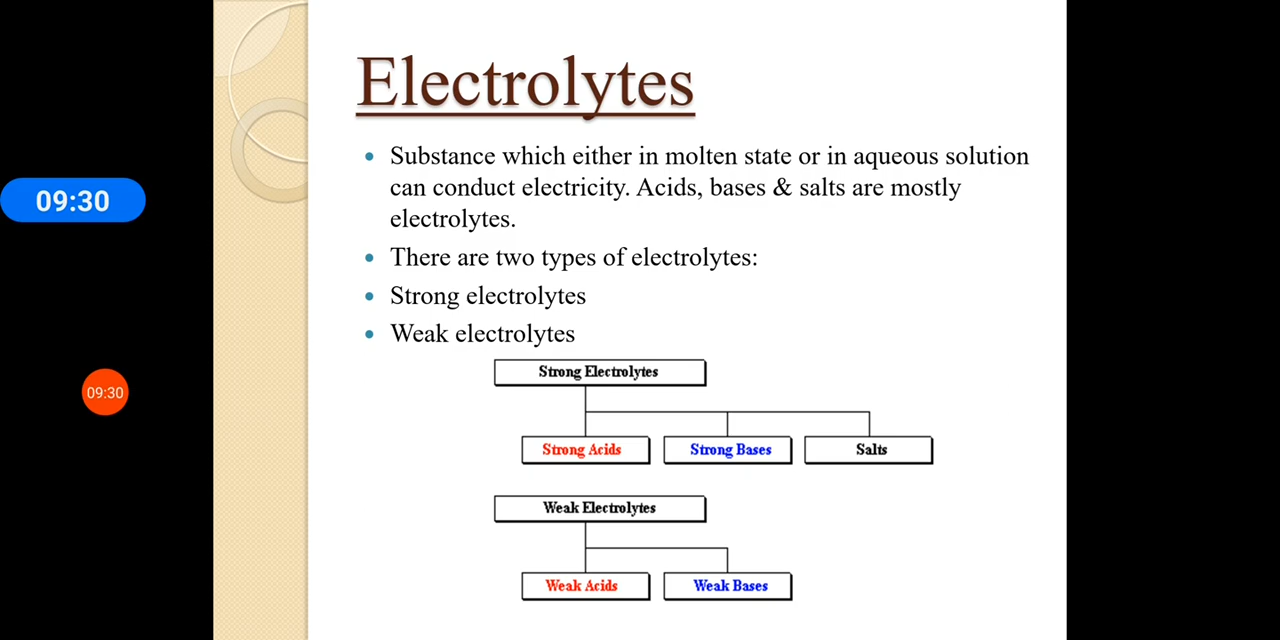 Electrolytes
• Substance which either in molten state or in aqueous solution
can conduct electricity. Acids, bases & salts are mostly
electrolytes.
09:30
• There are two types of electrolytes:
• Strong electrolytes
• Weak electrolytes
Strong Electrolytes
09:30
Strong Acids Strong Bases Salts
Weak Electrolytes
Weak Acids Weak Bases